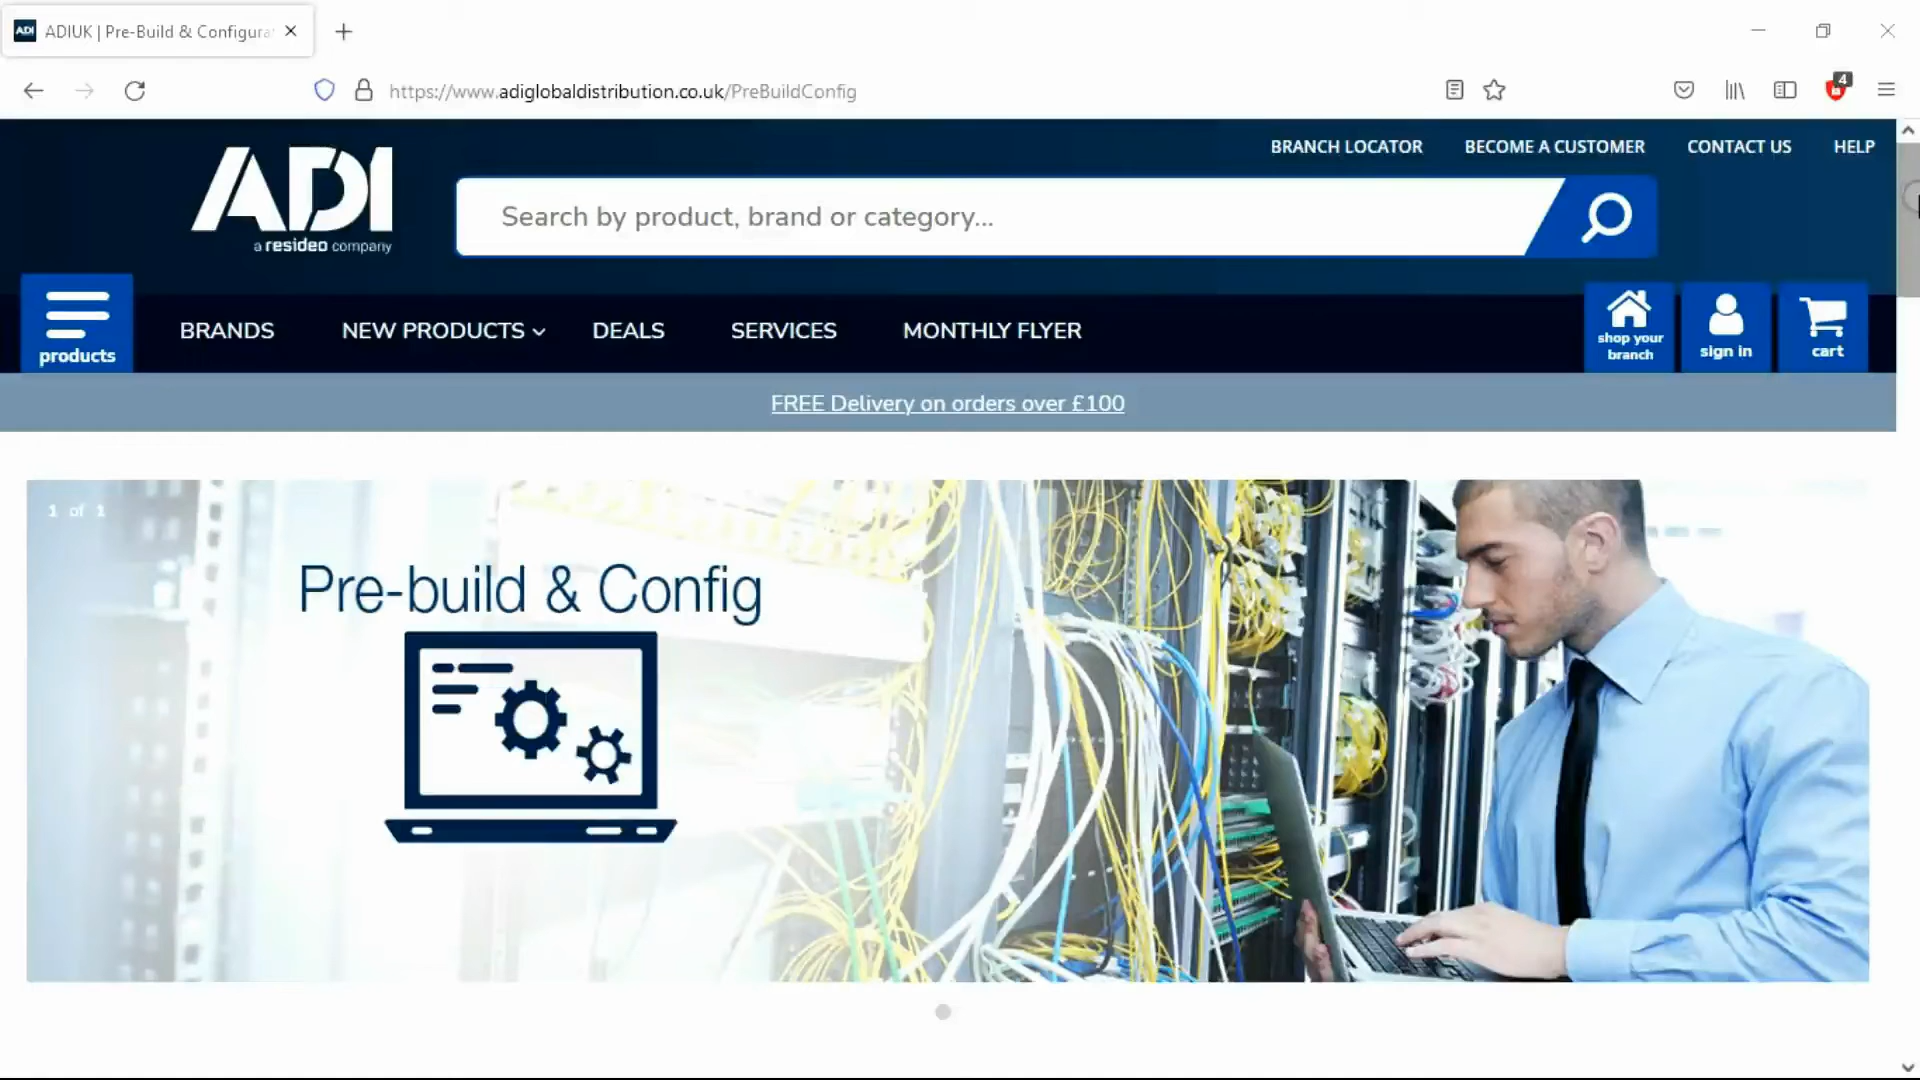 ADI ADIUK | Pre-Build & Configura
https://www.adiglobaldistribution.co.uk/PreBuildConfig
4
BRANCH LOCATOR BECOME A CUSTOMER CONTACT US HELP
ADI
a resideo company
Search by product, brand or category...
products
BRANDS NEW PRODUCTS DEALS SERVICES MONTHLY FLYER
shop your
branch
sign in
cart
FREE Delivery on orders over £100
1 of 1
Pre-build & Config